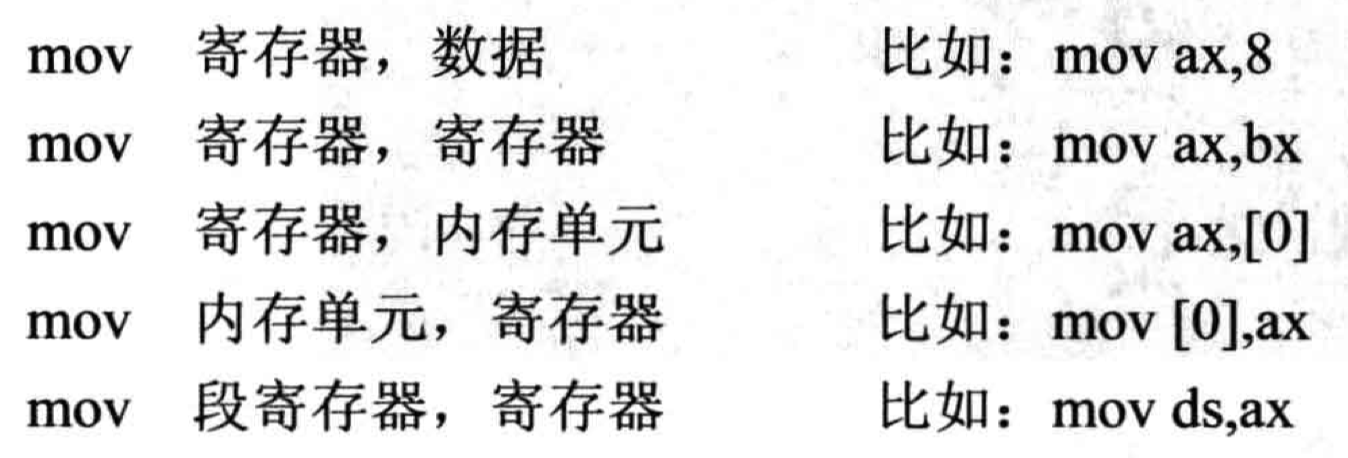 mov 寄存器，数据 比如：mov ax,8
mov 寄存器，寄存器 比如：mov ax,bx
mov 寄存器，内存单元 比如：mov ax,[0]
mov 内存单元，寄存器 比如：mov [0],ax
mov 段寄存器，寄存器 比如：mov ds,ax